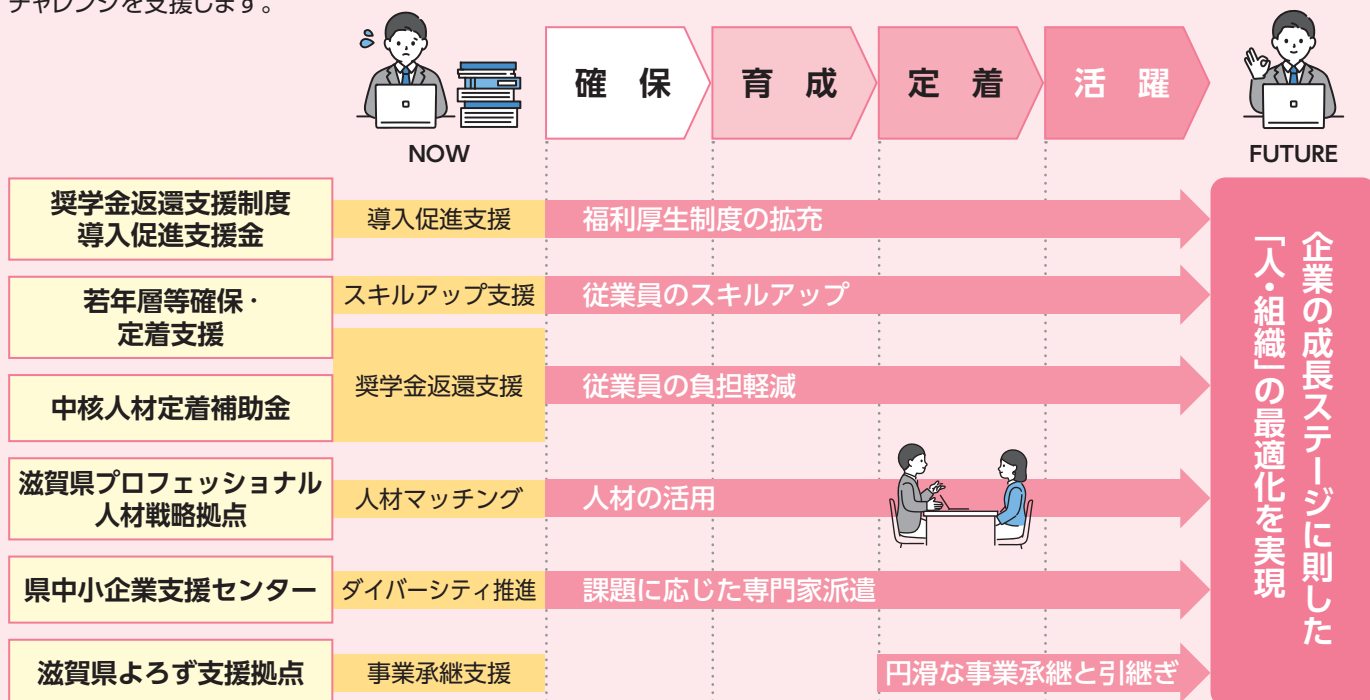 チャレンジを支援します。
NOW
確 保
育 成
定 着
活 躍
FUTURE
奨学金返還支援制度
導入促進支援金
導入促進支援
福利厚生制度の拡充
若年層等確保・
定着支援
スキルアップ支援
従業員のスキルアップ
中核人材定着補助金
奨学金返還支援
従業員の負担軽減
滋賀県プロフェッショナル
人材戦略拠点
人材マッチング
人材の活用
県中小企業支援センター
ダイバーシティ推進
課題に応じた専門家派遣
滋賀県よろず支援拠点
事業承継支援
円滑な事業承継と引継ぎ
企業の成長ステージに則した
「人・組織」の最適化を実現